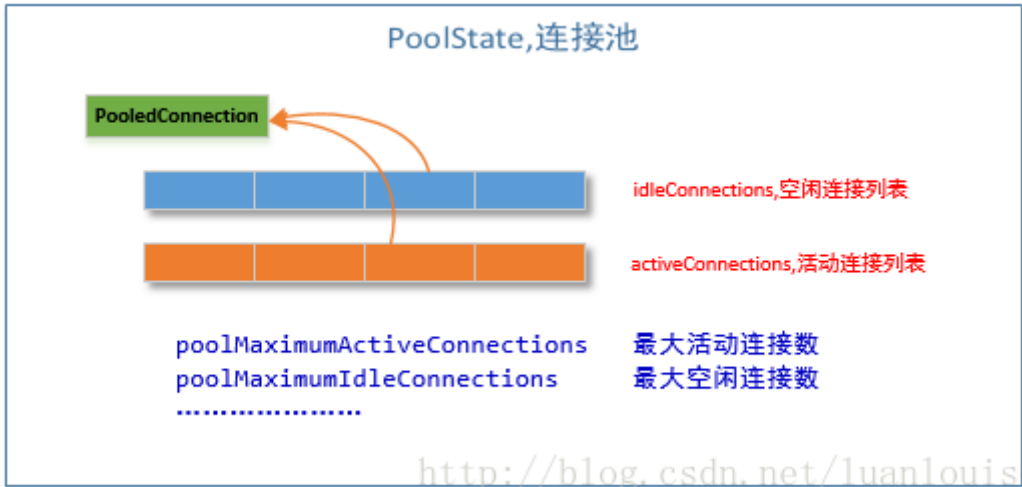 PoolState,连接池
PooledConnection
idleConnections,空闲连接列表
activeConnections,活动连接列表
poolMaximumActiveConnections 最大活动连接数
poolMaximumIdleConnections 最大空闲连接数
…………………
http://blog.csdn.net/luanlouis